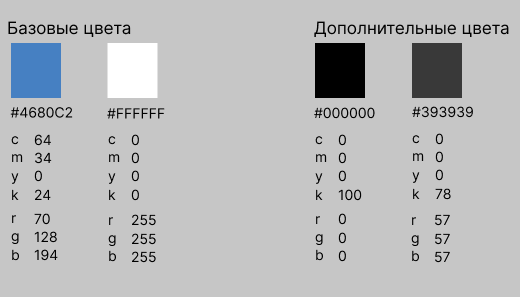 Базовые цвета
#4680C2
c 64
m 34
y 0
k 24
r 70
g 128
b 194
#FFFFFF
c 0
m 0
y 0
k 0
r 255
g 255
b 255
Дополнительные цвета
#000000
c 0
m 0
y 0
k 100
r 0
g 0
b 0
#393939
c 0
m 0
y 0
k 78
r 57
g 57
b 57